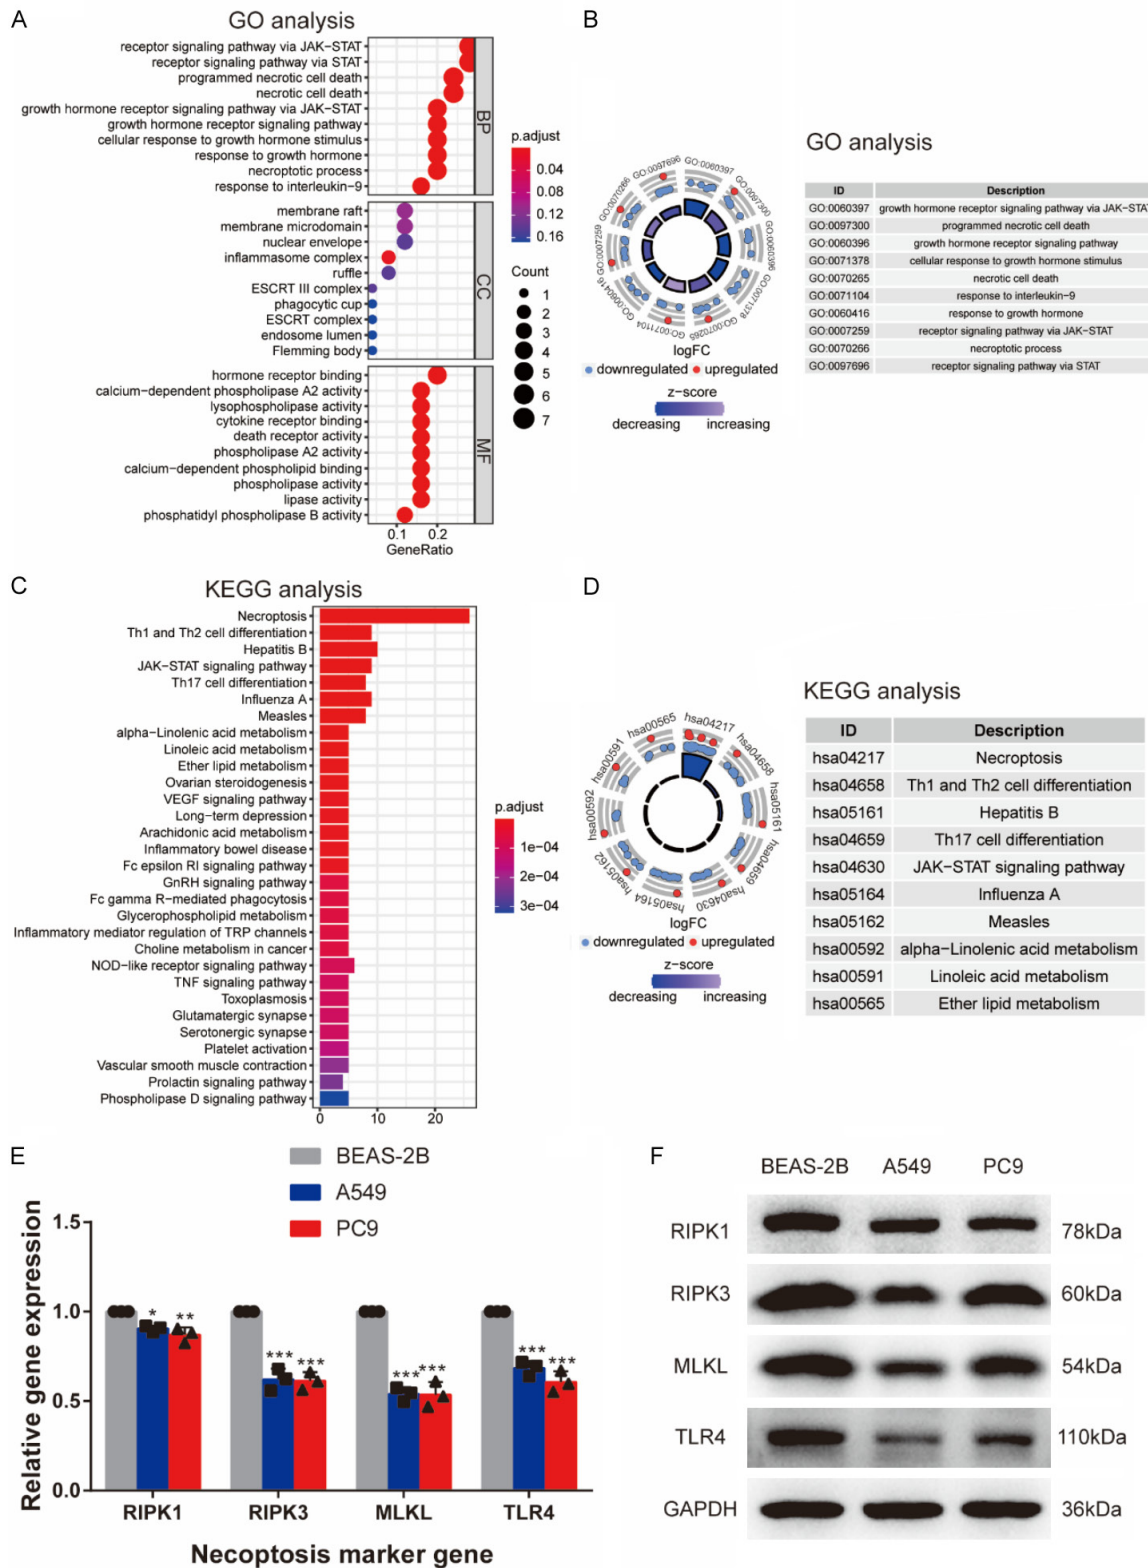 A
GO analysis
receptor signaling pathway via JAK−STAT
receptor signaling pathway via STAT
programmed necrotic cell death
necrotic cell death
growth hormone receptor signaling pathway via JAK−STAT
growth hormone receptor signaling pathway
cellular response to growth hormone stimulus
response to growth hormone
necroptotic process
response to interleukin−9
BP
membrane raft
membrane microdomain
nuclear envelope
inflammasome complex
ruffle
ESCRT III complex
phagocytic cup
ESCRT complex
endosome lumen
Flemming body
CC
hormone receptor binding
calcium−dependent phospholipase A2 activity
lysophospholipase activity
cytokine receptor binding
death receptor activity
phospholipase A2 activity
calcium−dependent phospholipid binding
phospholipase activity
lipase activity
phosphatidyl phospholipase B activity
MF
0.1 0.2
GeneRatio
p.adjust
0.04
0.08
0.12
0.16
Count
1
2
3
4
5
6
7
B
GO:0060397
GO:0097300
GO:0060396
GO:0071378
GO:0070265
GO:0071104
GO:0060416
GO:0007259
GO:0070266
GO:0097696
logFC
downregulated upregulated
z−score
decreasing increasing
GO analysis
ID Description
GO:0060397 growth hormone receptor signaling pathway via JAK−STAT
GO:0097300 programmed necrotic cell death
GO:0060396 growth hormone receptor signaling pathway
GO:0071378 cellular response to growth hormone stimulus
GO:0070265 necrotic cell death
GO:0071104 response to interleukin−9
GO:0060416 response to growth hormone
GO:0007259 receptor signaling pathway via JAK−STAT
GO:0070266 necroptotic process
GO:0097696 receptor signaling pathway via STAT
C
KEGG analysis
Necroptosis
Th1 and Th2 cell differentiation
Hepatitis B
JAK−STAT signaling pathway
Th17 cell differentiation
Influenza A
Measles
alpha−Linolenic acid metabolism
Linoleic acid metabolism
Ether lipid metabolism
Ovarian steroidogenesis
VEGF signaling pathway
Long−term depression
Arachidonic acid metabolism
Inflammatory bowel disease
Fc epsilon RI signaling pathway
GnRH signaling pathway
Fc gamma R−mediated phagocytosis
Glycerophospholipid metabolism
Inflammatory mediator regulation of TRP channels
Choline metabolism in cancer
NOD−like receptor signaling pathway
TNF signaling pathway
Toxoplasmosis
Glutamatergic synapse
Serotonergic synapse
Platelet activation
Vascular smooth muscle contraction
Prolactin signaling pathway
Phospholipase D signaling pathway
0 10 20
p.adjust
1e−04
2e−04
3e−04
D
hsa04217
hsa04658
hsa05161
hsa04659
hsa04630
hsa05164
hsa05162
hsa00592
hsa00591
hsa00565
logFC
downregulated upregulated
z−score
decreasing increasing
KEGG analysis
ID Description
hsa04217 Necroptosis
hsa04658 Th1 and Th2 cell differentiation
hsa05161 Hepatitis B
hsa04659 Th17 cell differentiation
hsa04630 JAK−STAT signaling pathway
hsa05164 Influenza A
hsa05162 Measles
hsa00592 alpha−Linolenic acid metabolism
hsa00591 Linoleic acid metabolism
hsa00565 Ether lipid metabolism
E
BEAS-2B
A549
PC9
Relative gene expression
1.5
1.0
0.5
0.0
* ** *** *** *** *** *** ***
RIPK1 RIPK3 MLKL TLR4
Necoptosis marker gene
F
BEAS-2B A549 PC9
RIPK1 78kDa
RIPK3 60kDa
MLKL 54kDa
TLR4 110kDa
GAPDH 36kDa